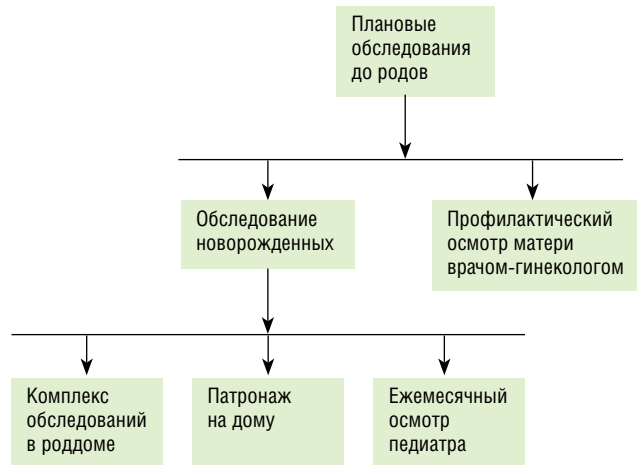 Плановые
обследования
до родов
Обследование
новорожденных
Профилактический
осмотр матери
врачом-гинекологом
Комплекс
обследований
в роддоме
Патронаж
на дому
Ежемесячный
осмотр
педиатра